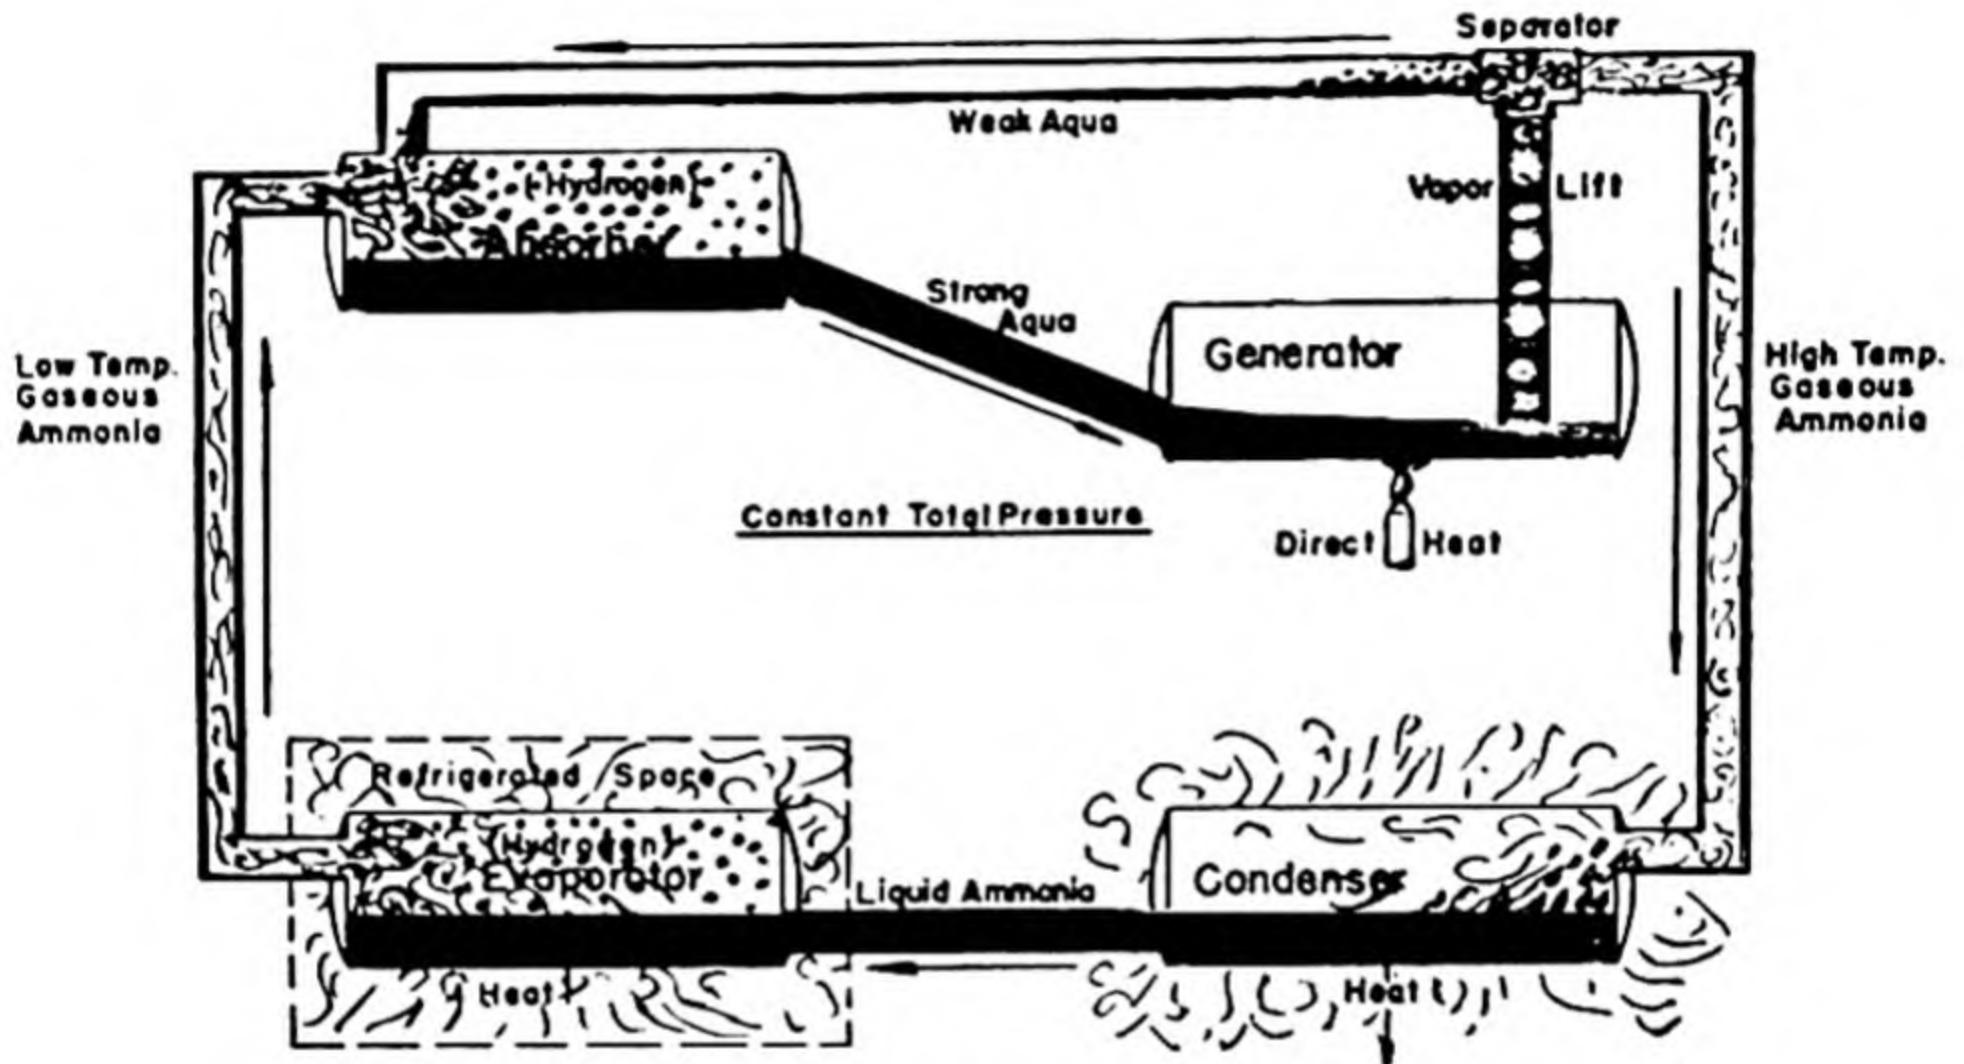 Separator
Weak Aqua
Vapor Lift
(Hydrogen)
Absorber
Strong
Aqua
Generator
Low Temp.
Gaseous
Ammonia
High Temp.
Gaseous
Ammonia
Constant Total Pressure
Direct Heat
Refrigerated Space
(Hydrogen)
Evaporator
Liquid Ammonia
Condenser
Heat
Heat